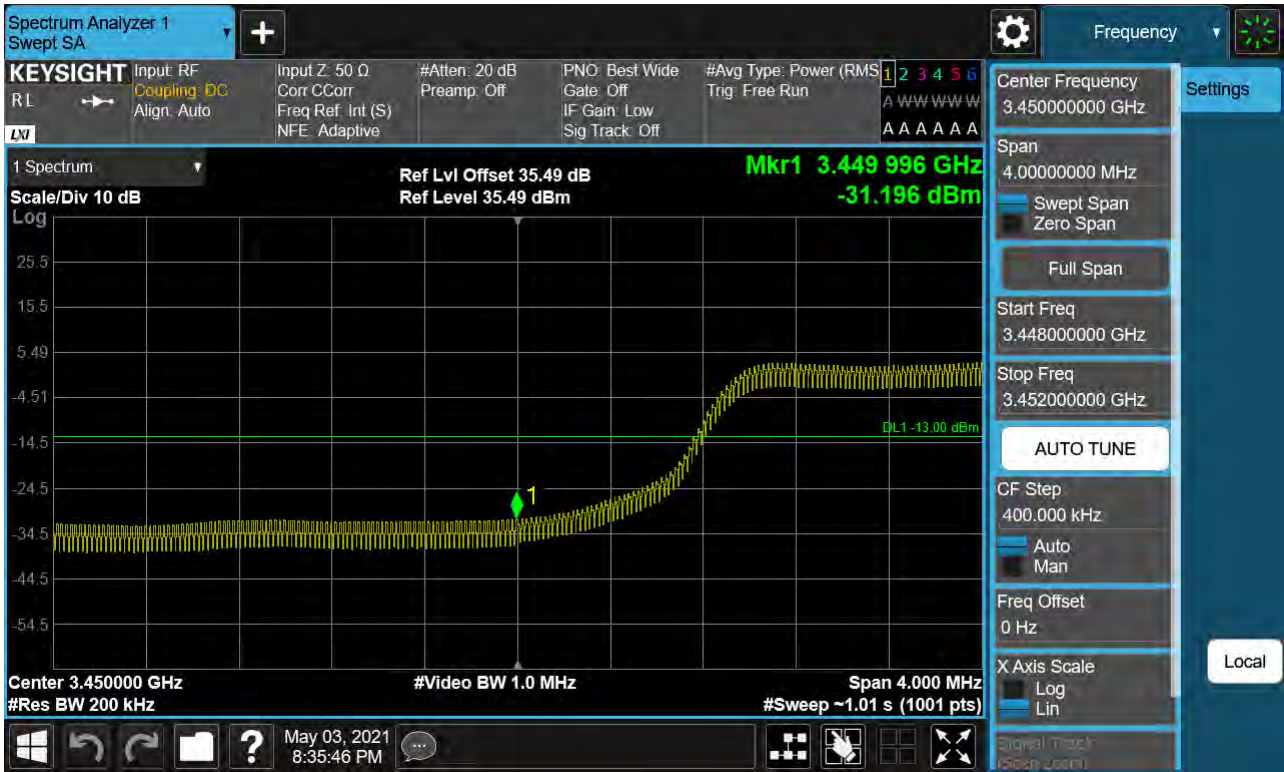 Spectrum Analyzer 1
Swept SA
+
Frequency
KEYSIGHT
RL
LXI
Input: RF
Coupling: DC
Align: Auto
Input Z: 50 Ω
Corr CCorr
Freq Ref: Int (S)
NFE: Adaptive
#Atten: 20 dB
Preamp: Off
PNO: Best Wide
Gate: Off
IF Gain: Low
Sig Track: Off
#Avg Type: Power (RMS
Trig: Free Run
1 2 3 4 5 6
A W W W W W
A A A A A A
1 Spectrum
Scale/Div 10 dB
Log
Ref Lvl Offset 35.49 dB
Ref Level 35.49 dBm
Mkr1 3.449 996 GHz
-31.196 dBm
25.5
15.5
5.49
-4.51
-14.5
-24.5
-34.5
-44.5
-54.5
DL1 -13.00 dBm
1
Center 3.450000 GHz
#Res BW 200 kHz
#Video BW 1.0 MHz
Span 4.000 MHz
#Sweep ~1.01 s (1001 pts)
Center Frequency
3.450000000 GHz
Span
4.00000000 MHz
Swept Span
Zero Span
Full Span
Start Freq
3.448000000 GHz
Stop Freq
3.452000000 GHz
AUTO TUNE
CF Step
400.000 kHz
Auto
Man
Freq Offset
0 Hz
X Axis Scale
Log
Lin
Signal Track
(Span Zoom)
Settings
Local
?
May 03, 2021
8:35:46 PM